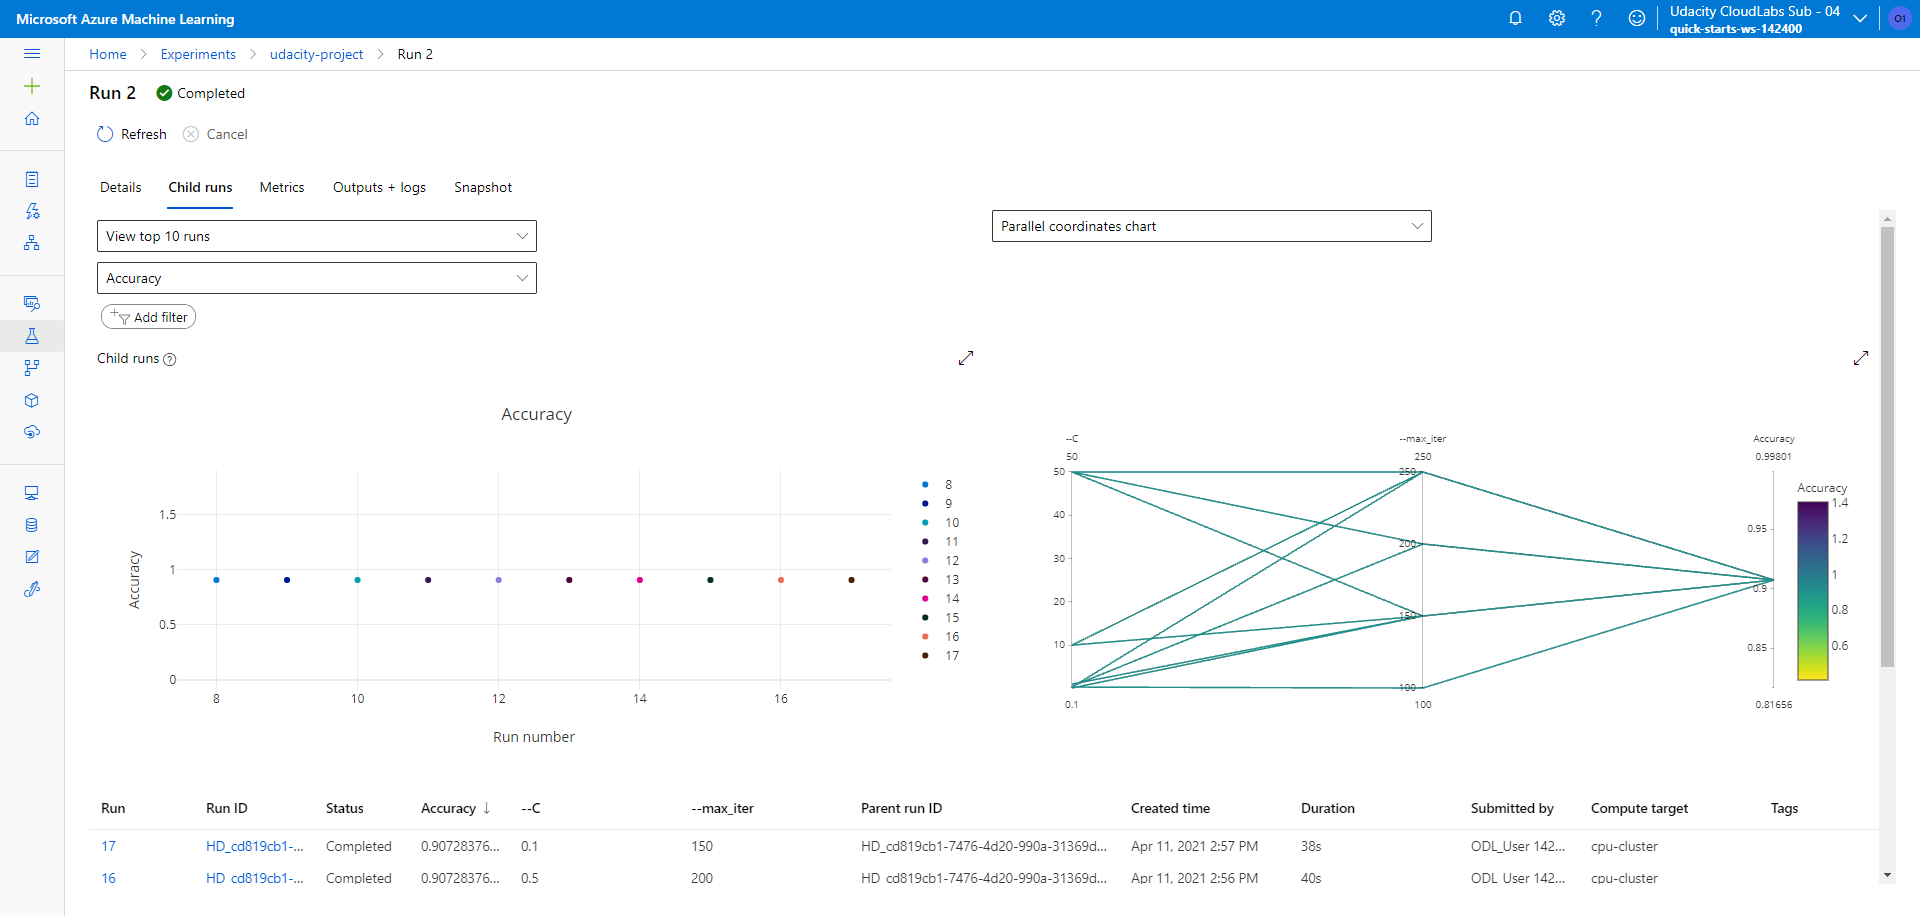 Microsoft Azure Machine Learning
Udacity CloudLabs Sub - 04
quick-starts-ws-142400
O1
Home > Experiments > udacity-project > Run 2
Run 2 Completed
Refresh Cancel
Details Child runs Metrics Outputs + logs Snapshot
View top 10 runs
Parallel coordinates chart
Accuracy
Add filter
Child runs
Accuracy
1.5
1
0.5
0
Accuracy
8 10 12 14 16
Run number
8
9
10
11
12
13
14
15
16
17
--C --max_iter Accuracy
50 250 0.99801
50
40
30
20
10
250
200
150
100
0.95
0.9
0.85
0.1 100 0.81656
Accuracy
1.4
1.2
1
0.8
0.6
Run Run ID Status Accuracy ↓ --C --max_iter Parent run ID Created time Duration Submitted by Compute target Tags
17 HD_cd819cb1-... Completed 0.90728376... 0.1 150 HD_cd819cb1-7476-4d20-990a-31369d... Apr 11, 2021 2:57 PM 38s ODL_User 142... cpu-cluster
16 HD_cd819cb1-... Completed 0.90728376... 0.5 200 HD_cd819cb1-7476-4d20-990a-31369d... Apr 11, 2021 2:56 PM 40s ODL_User 142... cpu-cluster